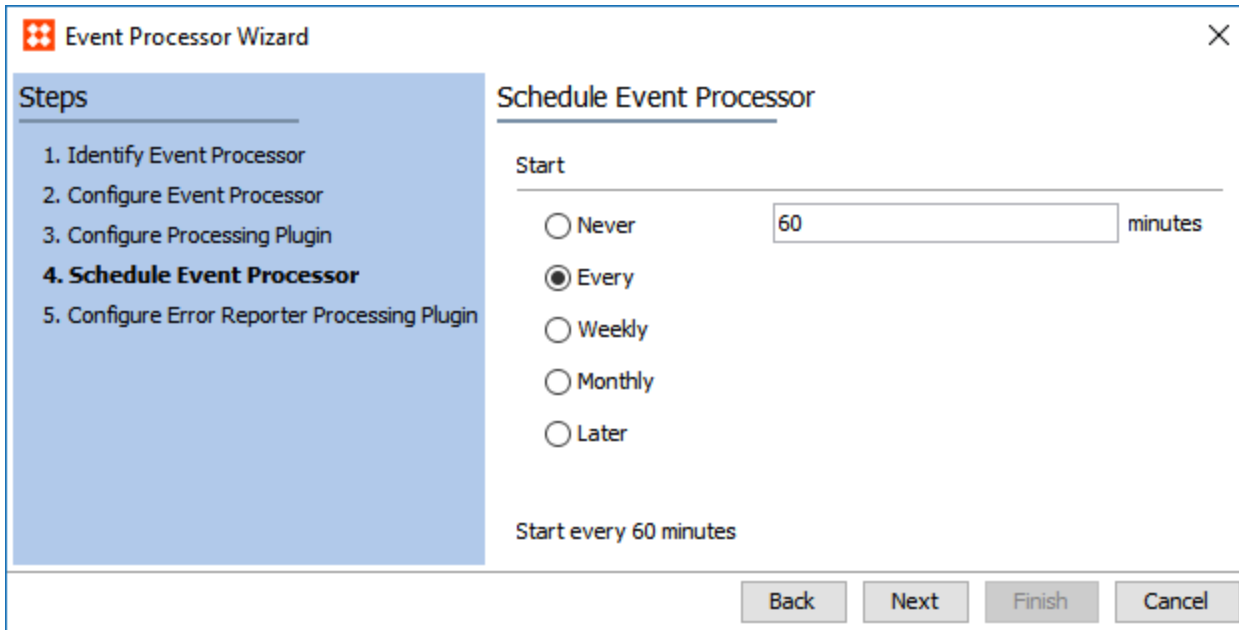 Event Processor Wizard
Steps
1. Identify Event Processor
2. Configure Event Processor
3. Configure Processing Plugin
4. Schedule Event Processor
5. Configure Error Reporter Processing Plugin
Schedule Event Processor
Start
Never 60 minutes
Every
Weekly
Monthly
Later
Start every 60 minutes
Back Next Finish Cancel